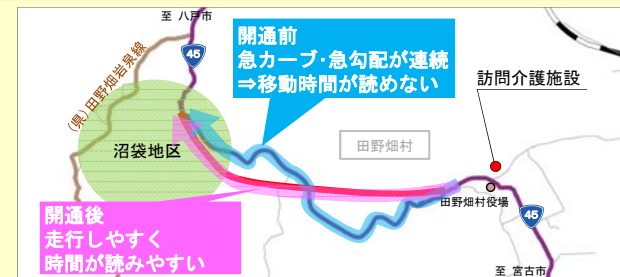 至 八戸市
45
開通前
急カーブ・急勾配が連続
⇒移動時間が読めない
(県)田野畑岩泉線
訪問介護施設
田野畑村
沼袋地区
田野畑村役場
45
開通後
走行しやすく
時間が読みやすい
至 宮古市